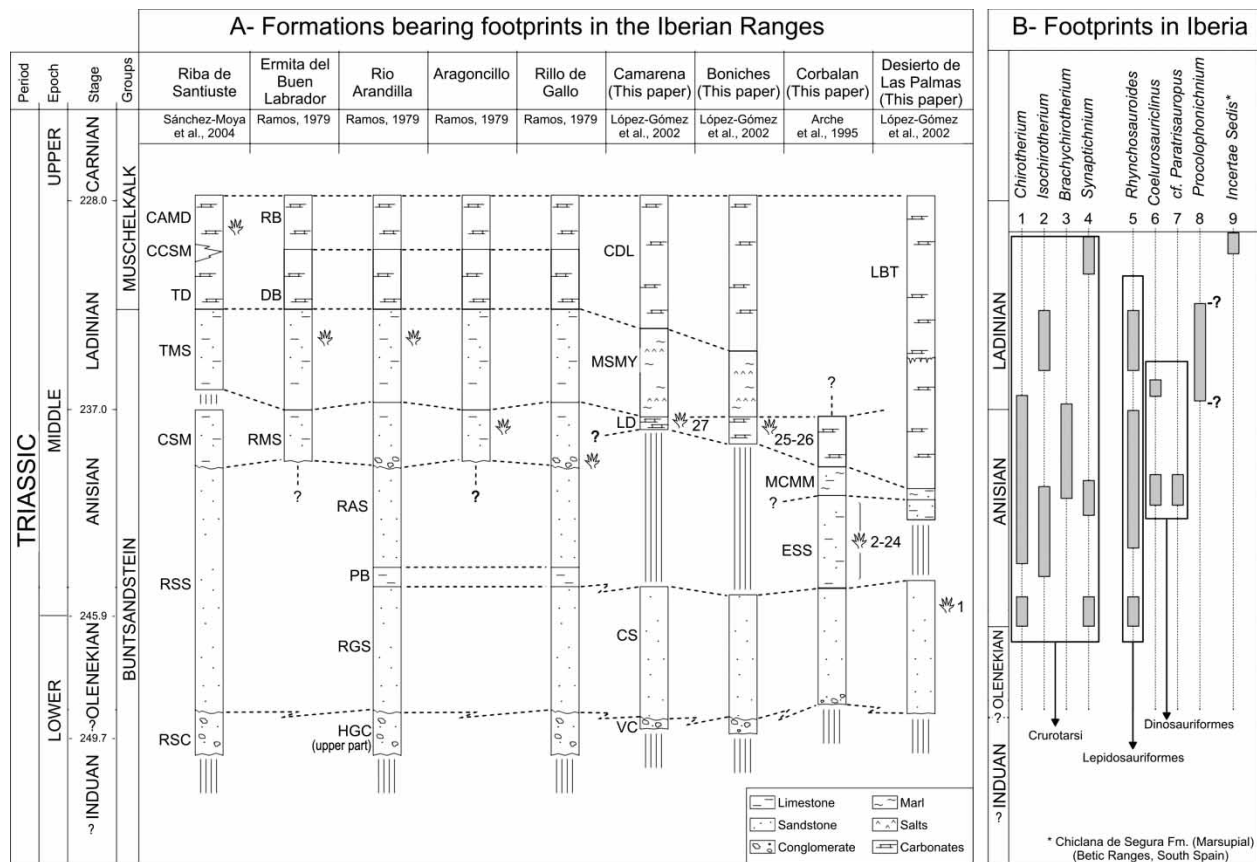 A- Formations bearing footprints in the Iberian Ranges
B- Footprints in Iberia
Period
Epoch
Stage
Groups
Riba de
Santiuste
Ermita del
Buen
Labrador
Rio
Arandilla
Aragoncillo
Rillo de
Gallo
Camarena
(This paper)
Boniches
(This paper)
Corbalan
(This paper)
Desierto de
Las Palmas
(This paper)
Sánchez-Moya
et al., 2004
Ramos, 1979
Ramos, 1979
Ramos, 1979
Ramos, 1979
López-Gómez
et al., 2002
López-Gómez
et al., 2002
Arche
et al., 1995
López-Gómez
et al., 2002
TRIASSIC
UPPER
MIDDLE
LOWER
CARNIAN
LADINIAN
ANISIAN
? OLENEKIAN
? INDUAN
228.0
237.0
245.9
249.7
MUSCHELKALK
BUNTSANDSTEIN
CAMD
CCSM
TD
TMS
CSM
RSS
RSC
RB
DB
RMS
?
RAS
PB
RGS
HGC
(upper part)
?
?
CDL
MSMY
LD
27
CS
VC
25-26
?
MCMM
?
ESS
2-24
LBT
1
Limestone
Sandstone
Conglomerate
Marl
Salts
Carbonates
Chirotherium
Isochirotherium
Brachychirotherium
Synaptichnium
Rhynchosauroides
Coelurosaurichnus
cf. Paratrisauropus
Procolophonichnium
Incertae Sedis*
1 2 3 4 5 6 7 8 9
LADINIAN
ANISIAN
? OLENEKIAN
? INDUAN
-?
-?
Crurotarsi
Lepidosauriformes
Dinosauriformes
* Chiclana de Segura Fm. (Marsupial)
(Betic Ranges, South Spain)